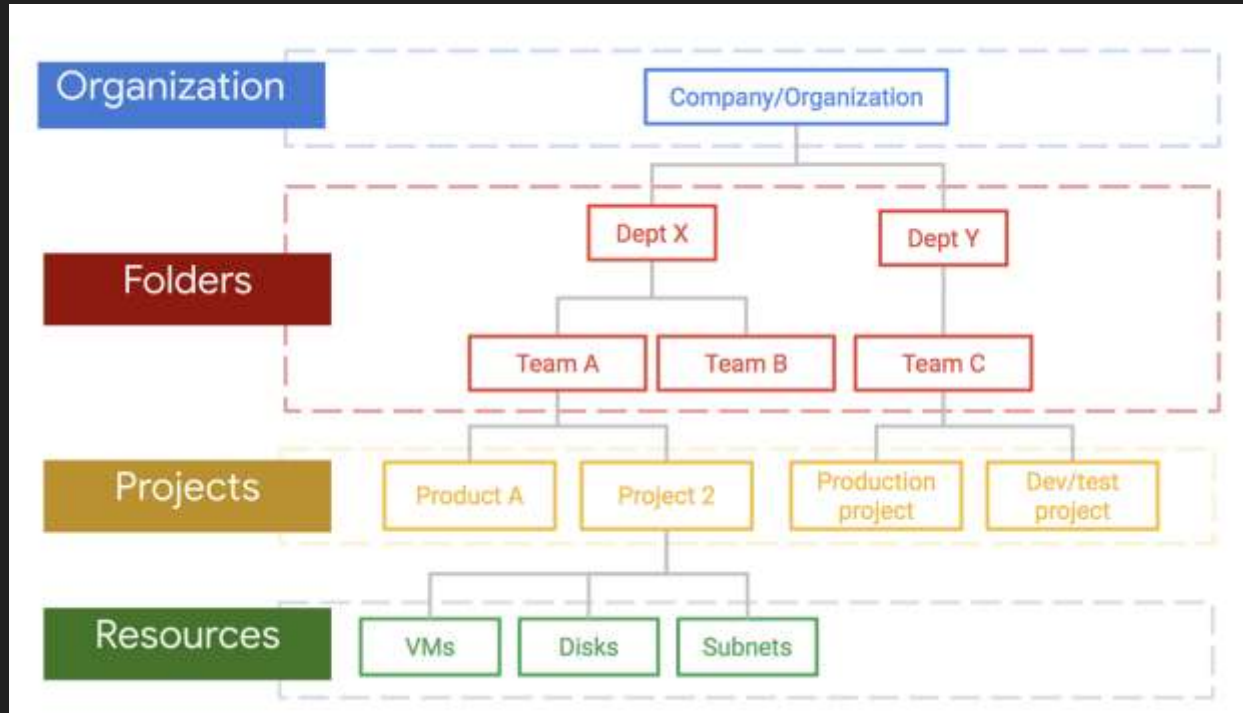 Organization
Company/Organization
Folders
Dept X
Dept Y
Team A
Team B
Team C
Projects
Product A
Project 2
Production
project
Dev/test
project
Resources
VMs
Disks
Subnets